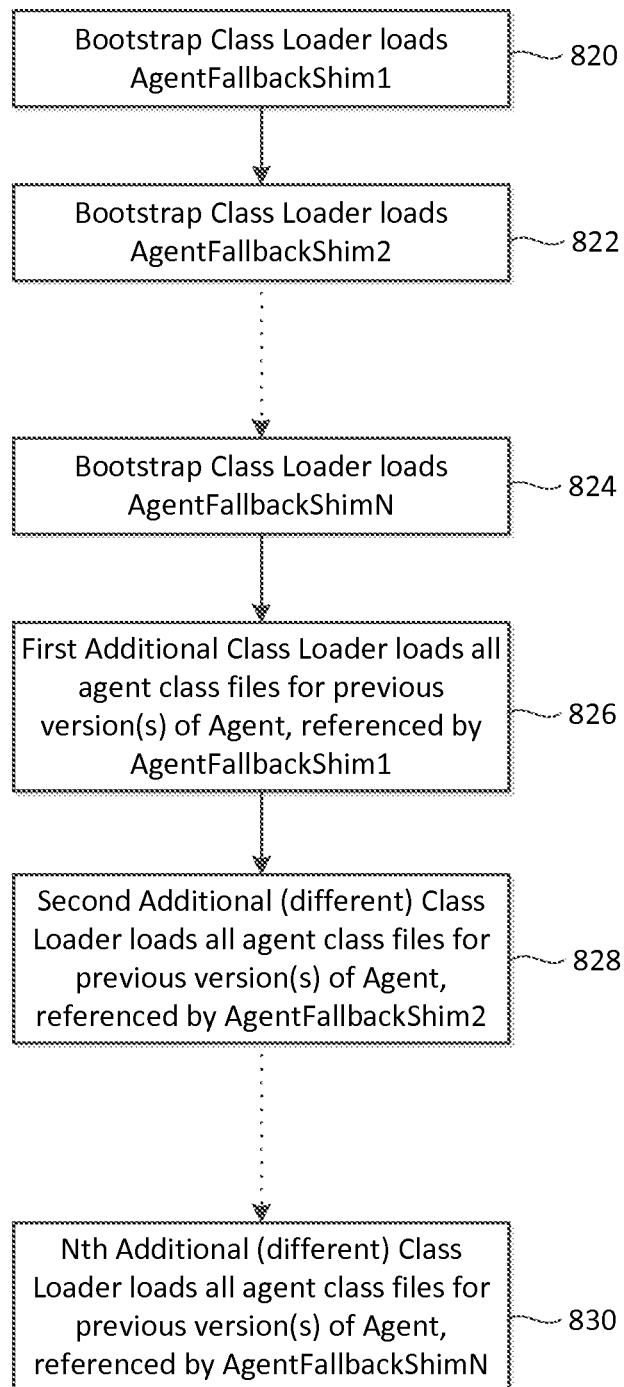 Bootstrap Class Loader loads
AgentFallbackShim1
820
Bootstrap Class Loader loads
AgentFallbackShim2
822
Bootstrap Class Loader loads
AgentFallbackShimN
824
First Additional Class Loader loads all
agent class files for previous
version(s) of Agent, referenced by
AgentFallbackShim1
826
Second Additional (different) Class
Loader loads all agent class files for
previous version(s) of Agent,
referenced by AgentFallbackShim2
828
Nth Additional (different) Class
Loader loads all agent class files for
previous version(s) of Agent,
referenced by AgentFallbackShimN
830